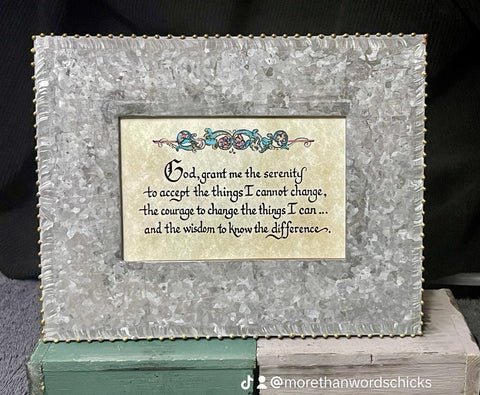 God, grant me the serenity
to accept the things I cannot change,
the courage to change the things I can...
and the wisdom to know the difference.
@morethanwordschicks